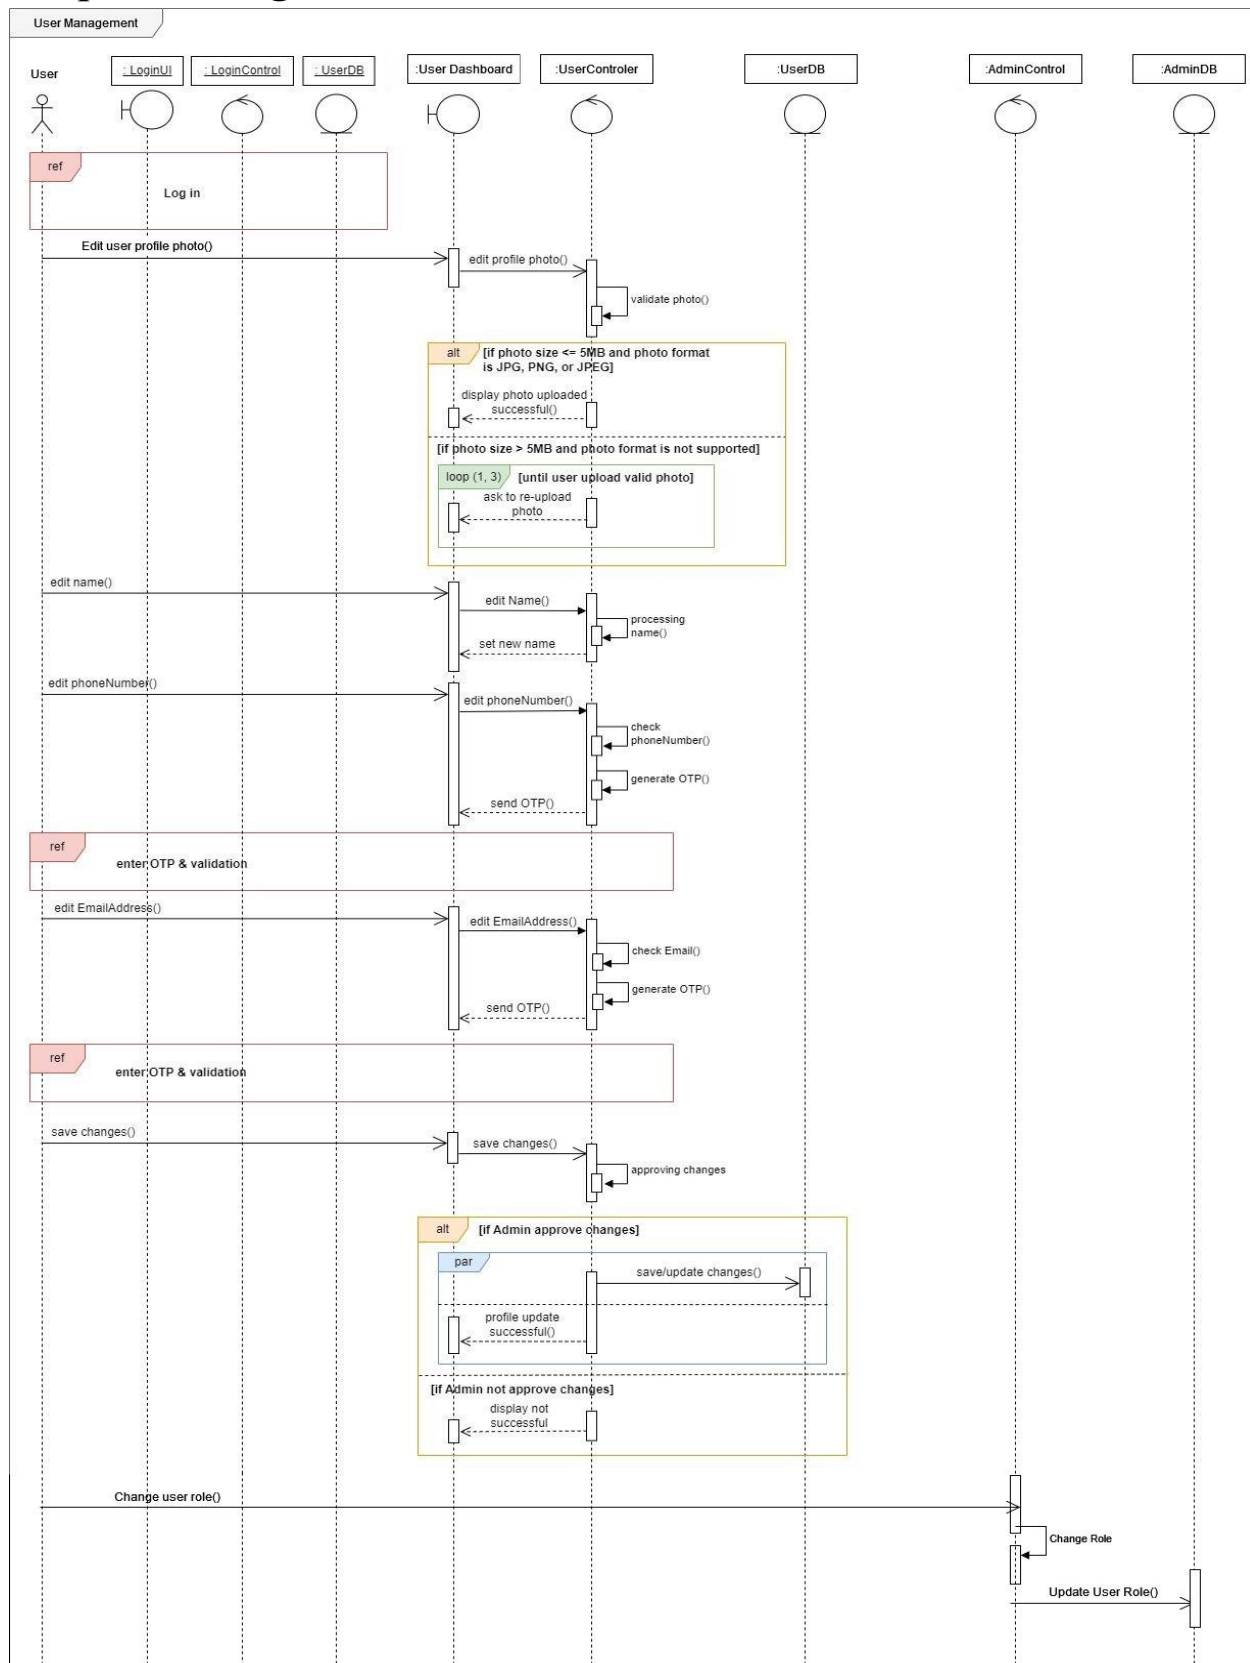 User Management
User
: LoginUI
: LoginControl
: UserDB
:User Dashboard
:UserControler
:UserDB
:AdminControl
:AdminDB
ref
Log in
Edit user profile photo()
edit profile photo()
validate photo()
alt
[if photo size <= 5MB and photo format
is JPG, PNG, or JPEG]
display photo uploaded
successful()
[if photo size > 5MB and photo format is not supported]
loop (1, 3)
[until user upload valid photo]
ask to re-upload
photo
edit name()
edit Name()
processing
name()
set new name
edit phoneNumber()
edit phoneNumber()
check
phoneNumber()
generate OTP()
send OTP()
ref
enter OTP & validation
edit EmailAddress()
edit EmailAddress()
check Email()
generate OTP()
send OTP()
ref
enter OTP & validation
save changes()
save changes()
approving changes
alt
[if Admin approve changes]
par
save/update changes()
profile update
successful()
[if Admin not approve changes]
display not
successful
Change user role()
Change Role
Update User Role()